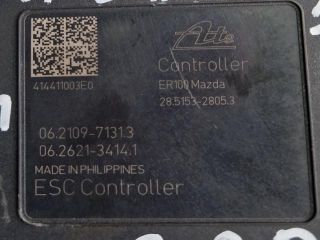 Ate
Controller
414411003E0
ER100 Mazda
28.5153-2805.3
06.2109-7131.3
06.2621-3414.1
MADE IN PHILIPPINES
ESC Controller